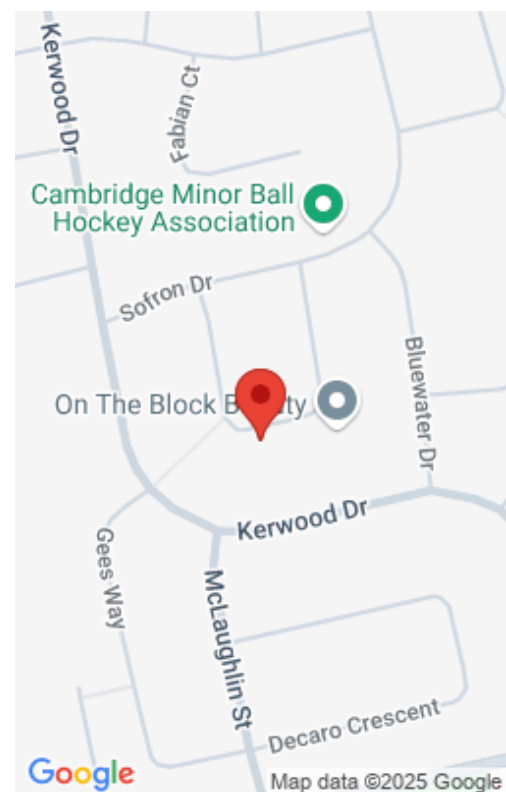 Kerwood Dr
Fabian Ct
Cambridge Minor Ball
Hockey Association
Sofron Dr
Bluewater Dr
On The Block B ty
Kerwood Dr
Gees Way
McLaughlin St
Decaro Crescent
Google
Map data ©2025 Google